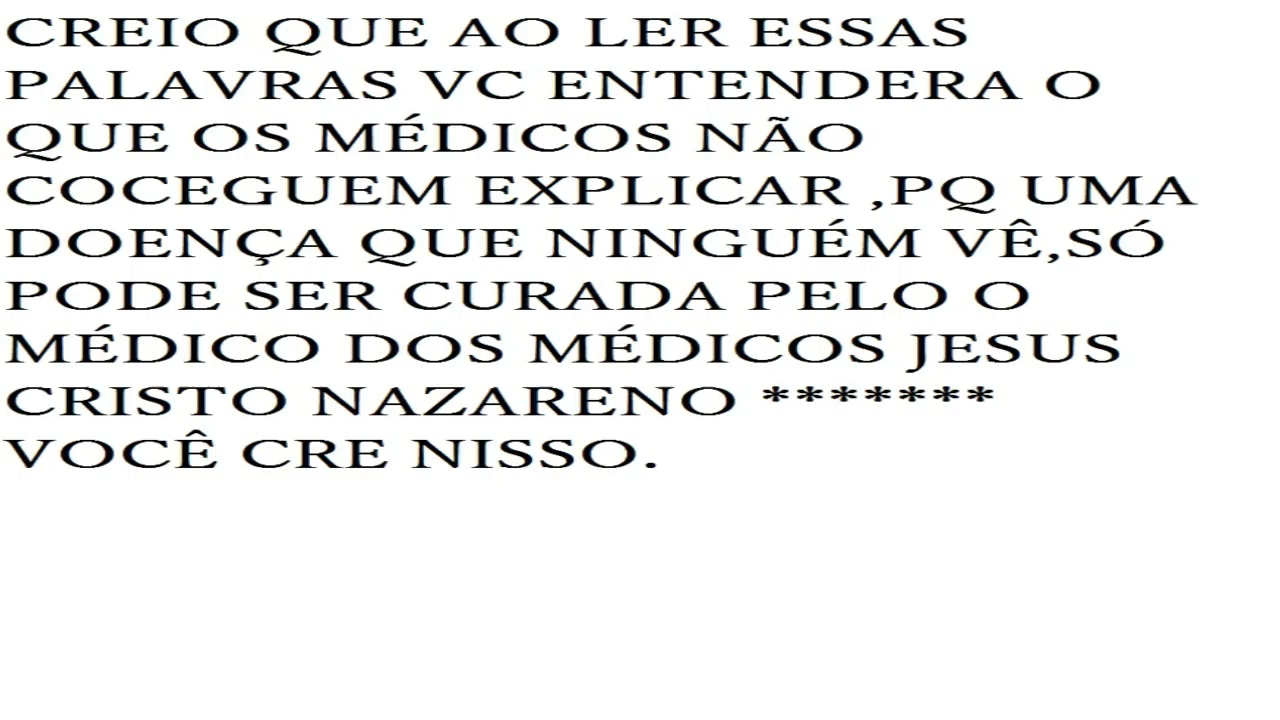 CREIO QUE AO LER ESSAS
PALAVRAS VC ENTENDERA O
QUE OS MÉDICOS NÃO
COCEGUEM EXPLICAR ,PQ UMA
DOENÇA QUE NINGUÉM VÊ,SÓ
PODE SER CURADA PELO O
MÉDICO DOS MÉDICOS JESUS
CRISTO NAZARENO *******
VOCÊ CRE NISSO.